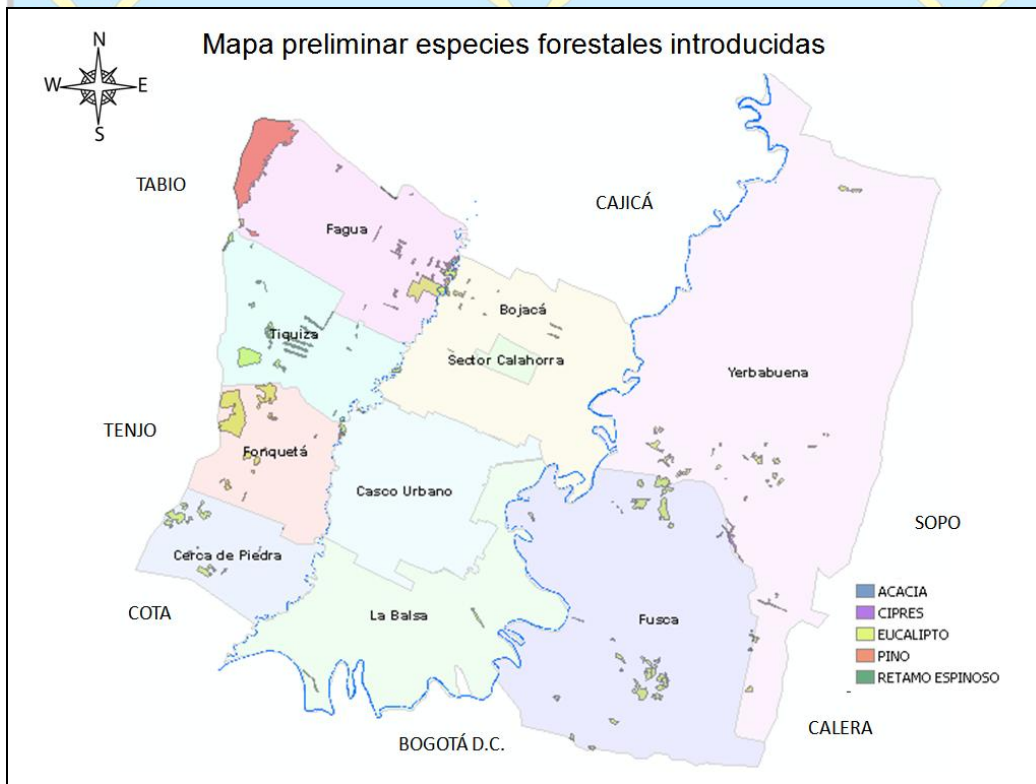 Mapa preliminar especies forestales introducidas
N
W E
S
TABIO
CAJICÁ
Fagua
Bojacá
Tiquiza
Sector Calahorra
Yerbabuena
TENJO
Fonquetá
Casco Urbano
SOPO
Cerca de Piedra
ACACIA
COTA
CIPRES
La Balsa
Fusca
EUCALIPTO
PINO
RETAMO ESPINOSO
CALERA
BOGOTÁ D.C.